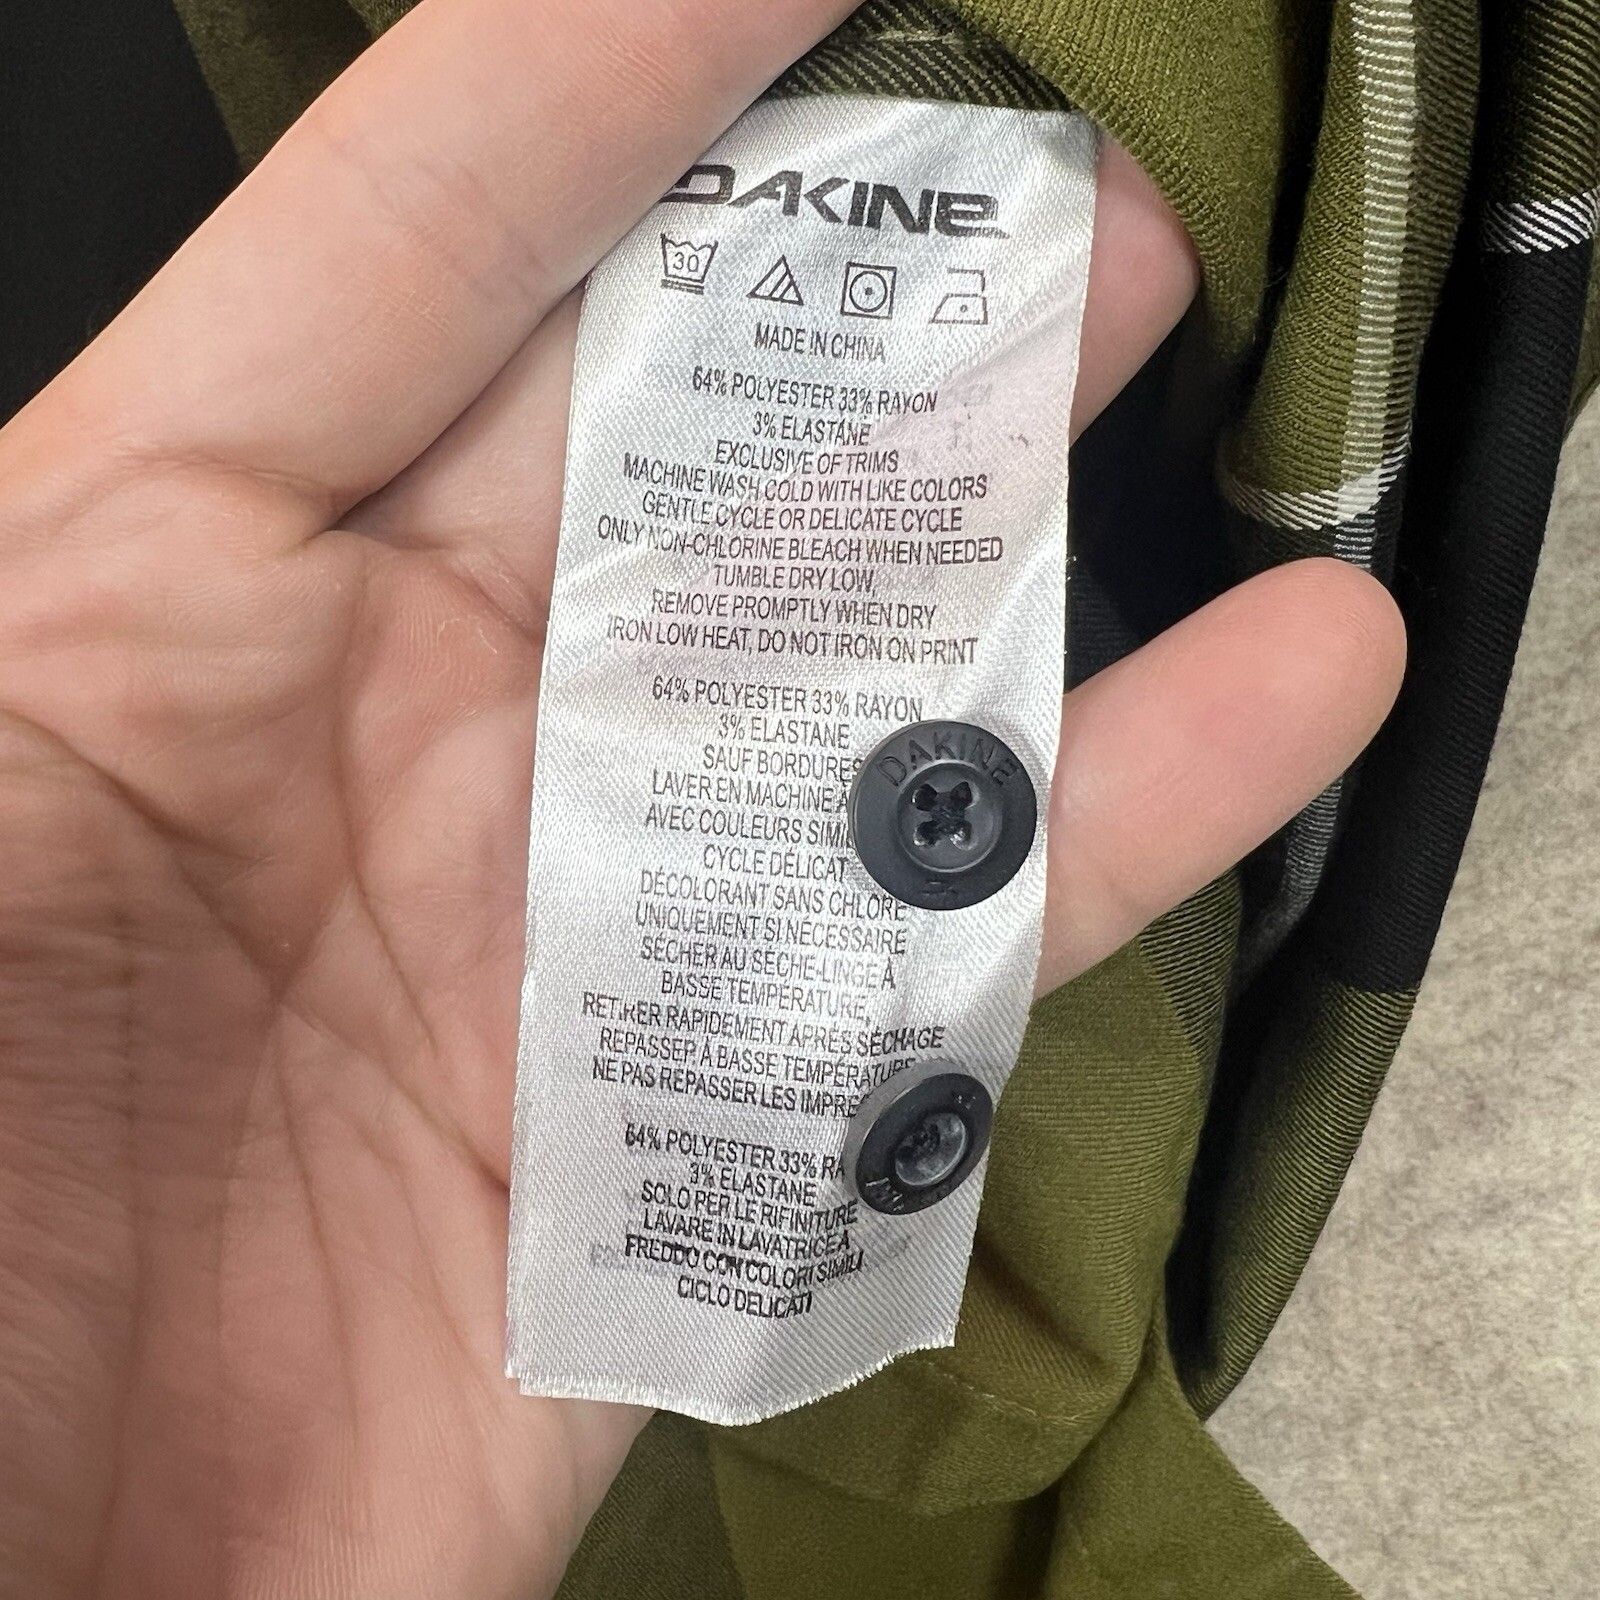 DAKINE
30
MADE IN CHINA
64% POLYESTER 33% RAYON
3% ELASTANE
EXCLUSIVE OF TRIMS
MACHINE WASH COLD WITH LIKE COLORS
GENTLE CYCLE OR DELICATE CYCLE
ONLY NON-CHLORINE BLEACH WHEN NEEDED
TUMBLE DRY LOW,
REMOVE PROMPTLY WHEN DRY
IRON LOW HEAT, DO NOT IRON ON PRINT
64% POLYESTER 33% RAYON
3% ELASTANE
SAUF BORDURES
LAVER EN MACHINE À
AVEC COULEURS
CYCLE DÉLICAT
DÉCOLORANT SANS CHLORE
UNIQUEMENT SI NÉCESSAIRE
SÉCHER AU SÈCHE-LINGE À
BASSE TEMPÉRATURE,
RETIRER RAPIDEMENT APRÈS SÉCHAGE
REPASSER À BASSE TEMPÉRATURE
NE PAS REPASSER LES
64% POLYESTER 33%
3% ELASTANE
SOLO PER LE RIFINITURE
LAVARE IN LAVATRICE A
FREDDO CON COLORI SIMILI
CICLO DELICATI
DAKINE